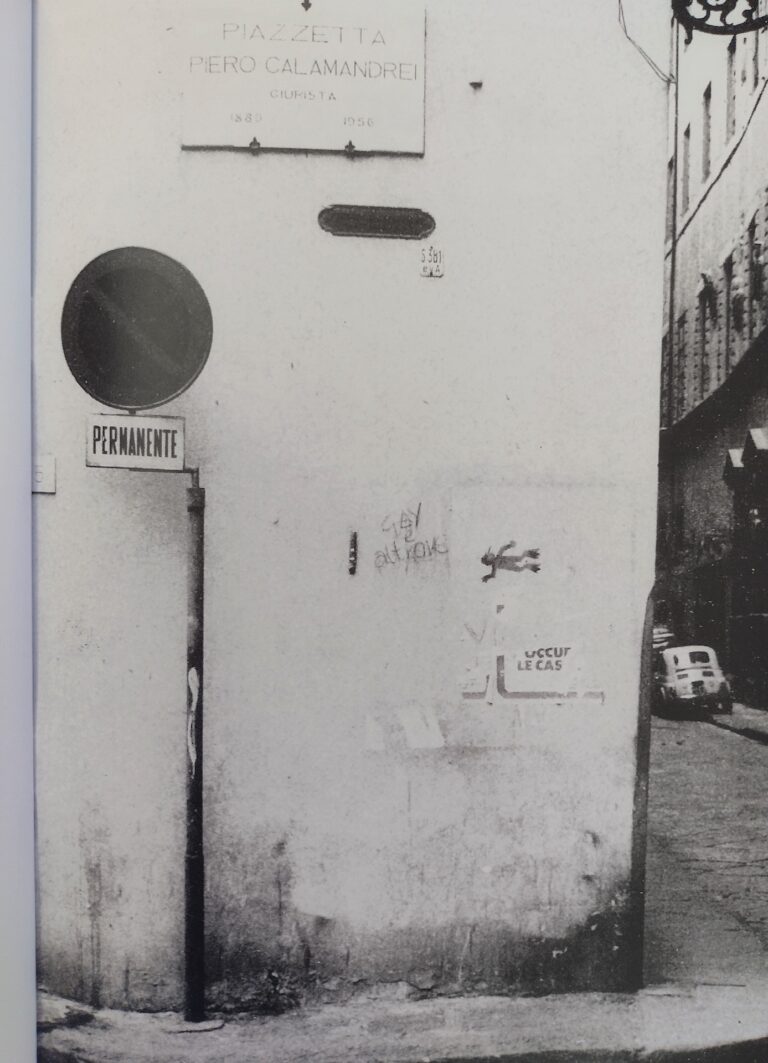 PIAZZETTA
PIERO CALAMANDREI
GIURISTA
1889 1956
PERMANENTE
GAY
È
altrove
OCCUP
LE CAS